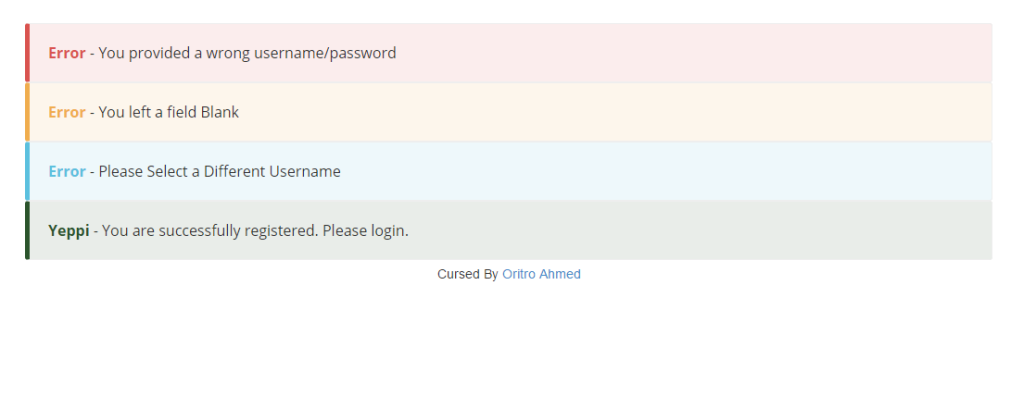 Error - You provided a wrong username/password
Error - You left a field Blank
Error - Please Select a Different Username
Yeppi - You are successfully registered. Please login.
Cursed By Oritro Ahmed